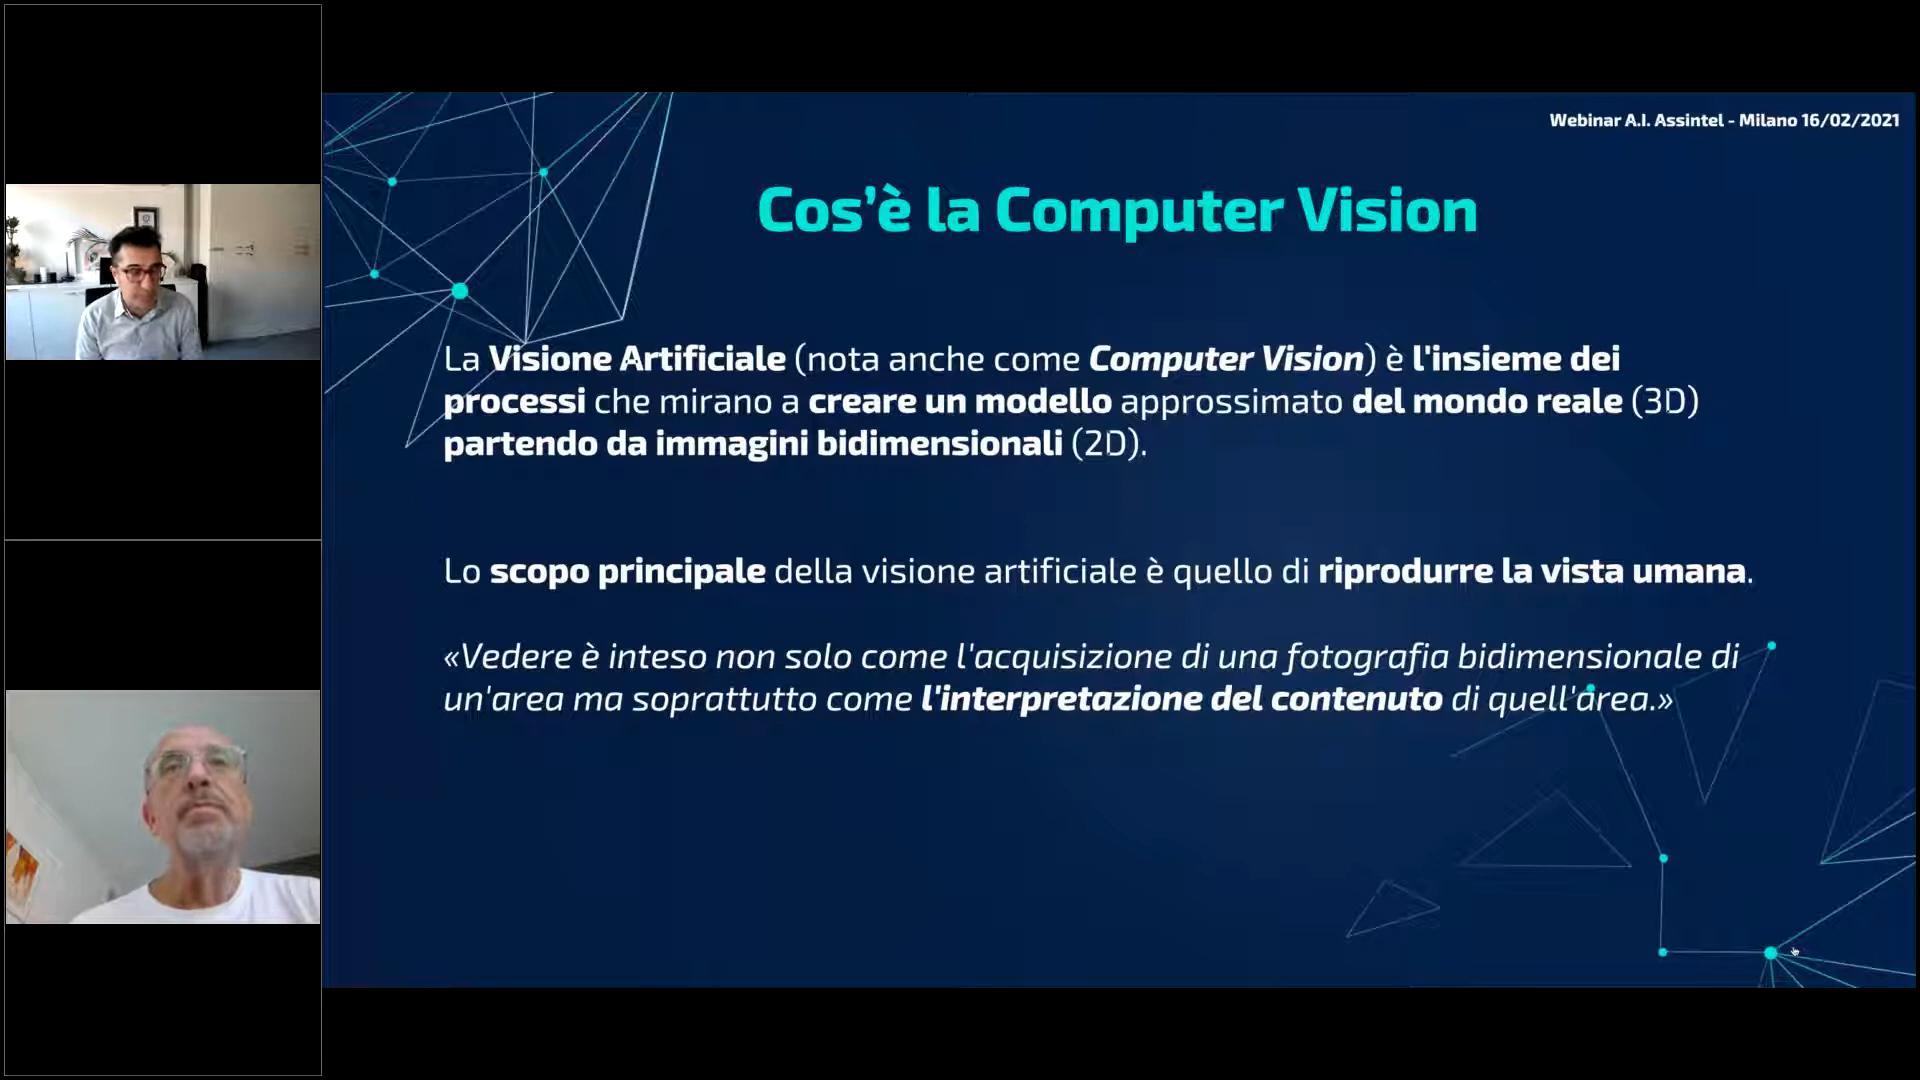 Webinar A.I. Assintel - Milano 16/02/2021
Cos’è la Computer Vision
La Visione Artificiale (nota anche come Computer Vision) è l'insieme dei
processi che mirano a creare un modello approssimato del mondo reale (3D)
partendo da immagini bidimensionali (2D).
Lo scopo principale della visione artificiale è quello di riprodurre la vista umana.
«Vedere è inteso non solo come l'acquisizione di una fotografia bidimensionale di
un'area ma soprattutto come l'interpretazione del contenuto di quell'area.»